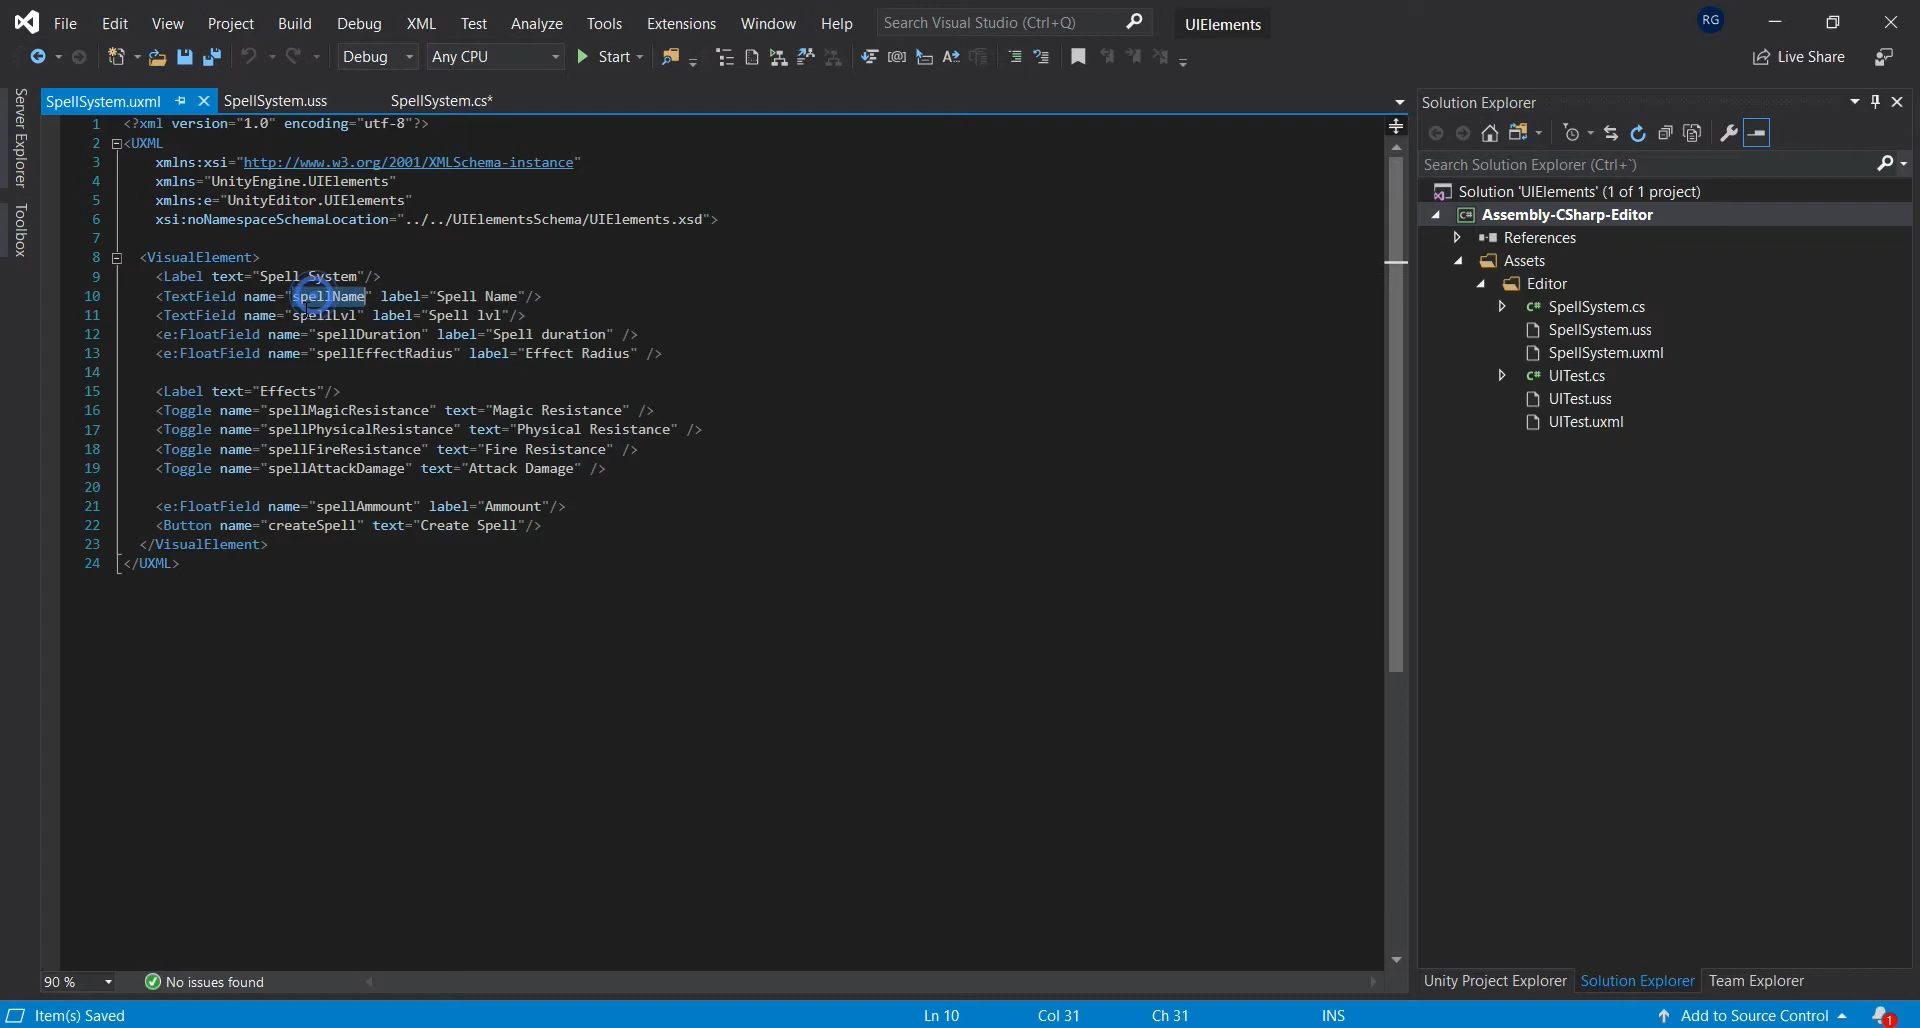 File Edit View Project Build Debug XML Test Analyze Tools Extensions Window Help Search Visual Studio (Ctrl+Q) UIElements RG
Debug Any CPU Start Live Share
Server Explorer
Toolbox
SpellSystem.uxml SpellSystem.uss SpellSystem.cs*
1 <?xml version="1.0" encoding="utf-8"?>
2 <UXML
3 xmlns:xsi="http://www.w3.org/2001/XMLSchema-instance"
4 xmlns="UnityEngine.UIElements"
5 xmlns:e="UnityEditor.UIElements"
6 xsi:noNamespaceSchemaLocation="../../UIElementsSchema/UIElements.xsd">
7
8 <VisualElement>
9 <Label text="Spell System"/>
10 <TextField name="spellName" label="Spell Name"/>
11 <TextField name="spellLvl" label="Spell lvl"/>
12 <e:FloatField name="spellDuration" label="Spell duration" />
13 <e:FloatField name="spellEffectRadius" label="Effect Radius" />
14
15 <Label text="Effects"/>
16 <Toggle name="spellMagicResistance" text="Magic Resistance" />
17 <Toggle name="spellPhysicalResistance" text="Physical Resistance" />
18 <Toggle name="spellFireResistance" text="Fire Resistance" />
19 <Toggle name="spellAttackDamage" text="Attack Damage" />
20
21 <e:FloatField name="spellAmmount" label="Ammount"/>
22 <Button name="createSpell" text="Create Spell"/>
23 </VisualElement>
24 </UXML>
90 % No issues found
Solution Explorer
Search Solution Explorer (Ctrl+`)
Solution 'UIElements' (1 of 1 project)
C# Assembly-CSharp-Editor
References
Assets
Editor
C# SpellSystem.cs
SpellSystem.uss
SpellSystem.uxml
C# UITest.cs
UITest.uss
UITest.uxml
Unity Project Explorer Solution Explorer Team Explorer
Item(s) Saved Ln 10 Col 31 Ch 31 INS Add to Source Control 1